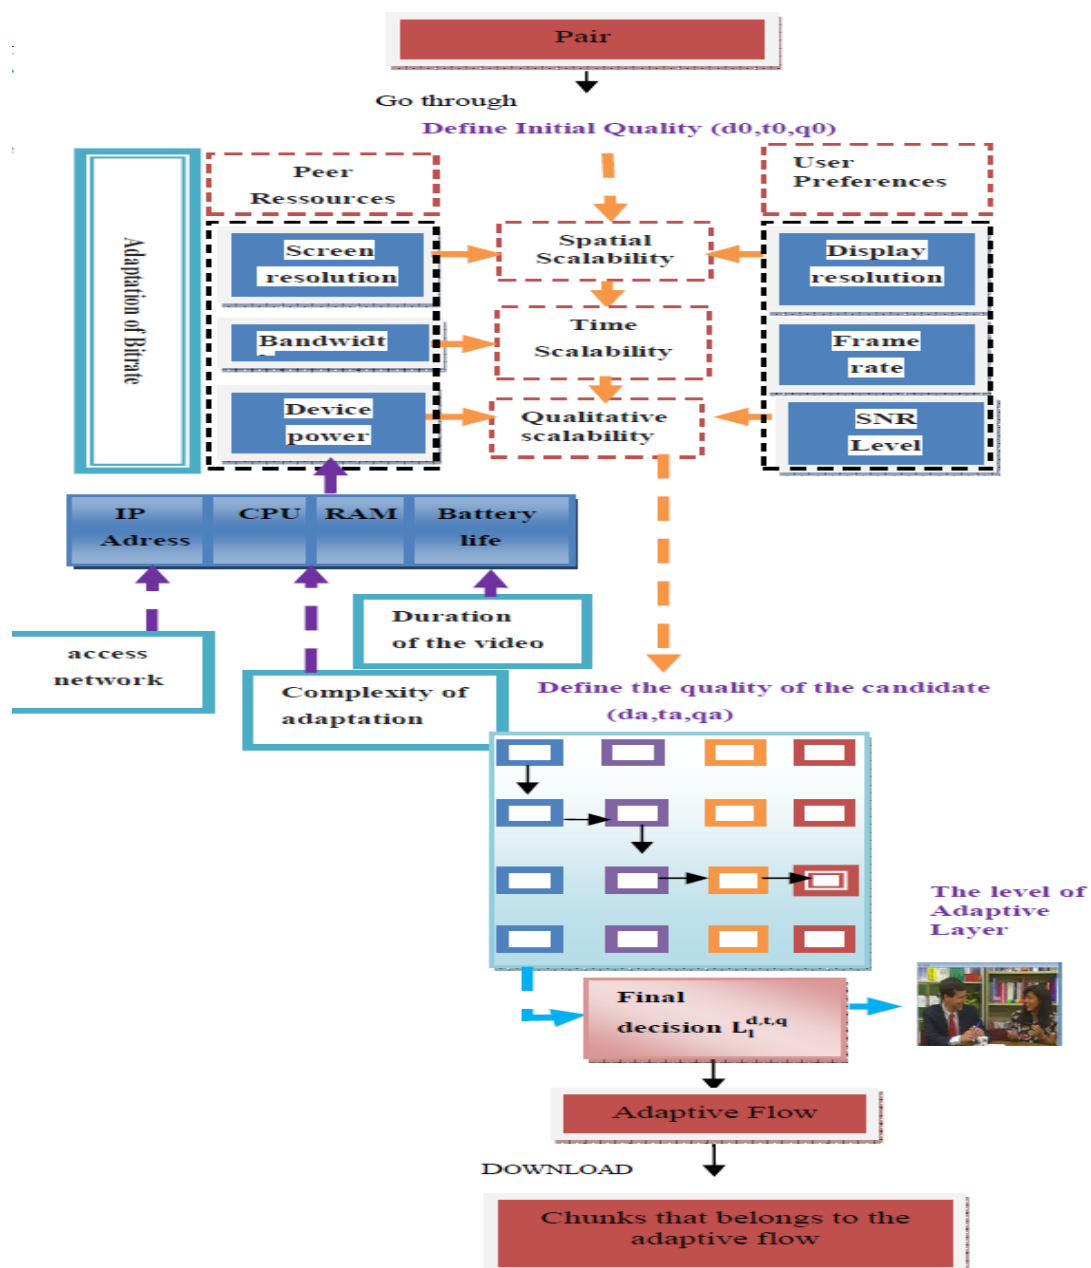 Pair
Go through
Define Initial Quality (d0,t0,q0)
Peer
Ressources
User
Preferences
Adaptation of Bitrate
Screen
resolution
Spatial
Scalability
Display
resolution
Bandwidt
Time
Scalability
Frame
rate
Device
power
Qualitative
scalability
SNR
Level
IP
Adress
CPU
RAM
Battery
life
Duration
of the video
access
network
Complexity of
adaptation
Define the quality of the candidate
(da,ta,qa)
The level of
Adaptive
Layer
Final
decision L_l^{d,t,q}
Adaptive Flow
DOWNLOAD
Chunks that belongs to the
adaptive flow